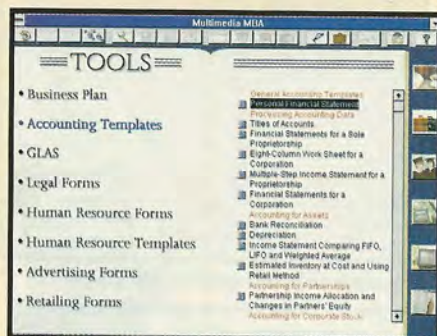 Multimedia MBA
TOOLS
• Business Plan
• Accounting Templates
• GLAS
• Legal Forms
• Human Resource Forms
• Human Resource Templates
• Advertising Forms
• Retailing Forms
General Accounting Templates
Personal Financial Statement
Processing Accounting Data
Titles of Accounts
Financial Statements for a Sole
Proprietorship
Eight-Column Work Sheet for a
Corporation
Multiple-Step Income Statement for a
Proprietorship
Financial Statements for a
Corporation
Accounting for Assets
Bank Reconciliation
Depreciation
Income Statement Comparing FIFO,
LIFO and Weighted Average
Estimated Inventory at Cost and Using
Retail Method
Accounting for Partnerships
Partnership Income Allocation and
Changes in Partners' Equity
Accounting for Corporate Stock